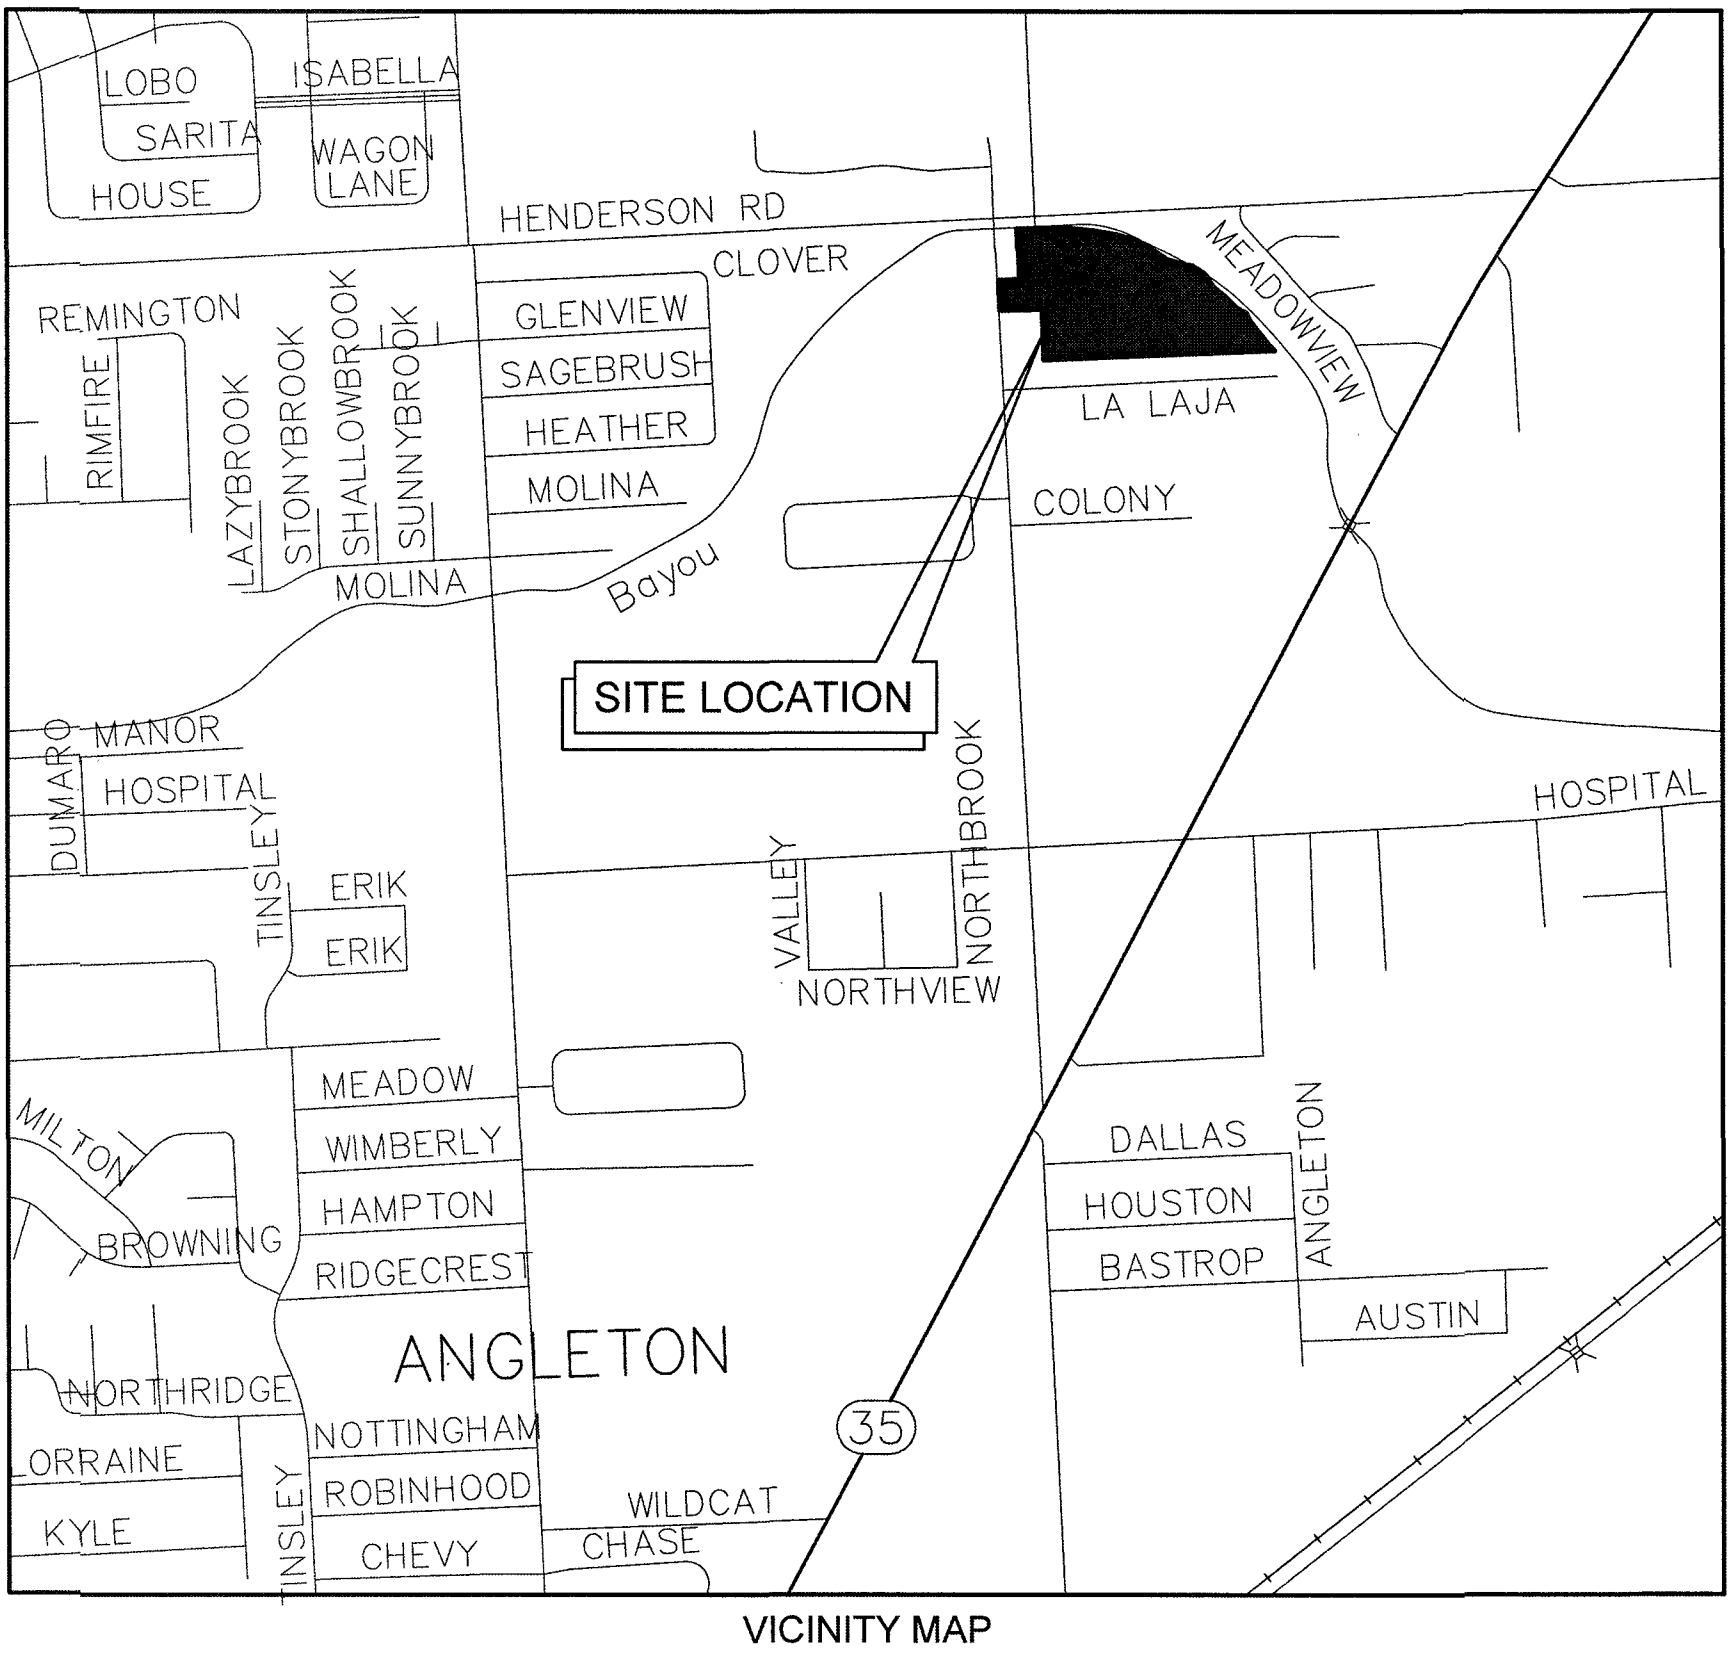 LOBO
ISABELLA
SARITA
WAGON
LANE
HOUSE
HENDERSON RD
CLOVER
MEADOWVIEW
REMINGTON
GLENVIEW
RIMFIRE
SAGEBRUSH
LAZYBROOK
STONYBROOK
SHALLOWBROOK
SUNNYBROOK
HEATHER
LA LAJA
MOLINA
COLONY
MOLINA
Bayou
SITE LOCATION
MANOR
DUMARO
HOSPITAL
HOSPITAL
TINSLEY
ERIK
ERIK
VALLEY
NORTHBROOK
NORTHVIEW
MEADOW
MILTON
WIMBERLY
DALLAS
ANGLETON
HAMPTON
HOUSTON
BROWNING
RIDGECREST
BASTROP
AUSTIN
ANGLETON
NORTHRIDGE
35
NOTTINGHAM
LORRAINE
ROBINHOOD
WILDCAT
TINSLEY
KYLE
CHEVY
CHASE
VICINITY MAP